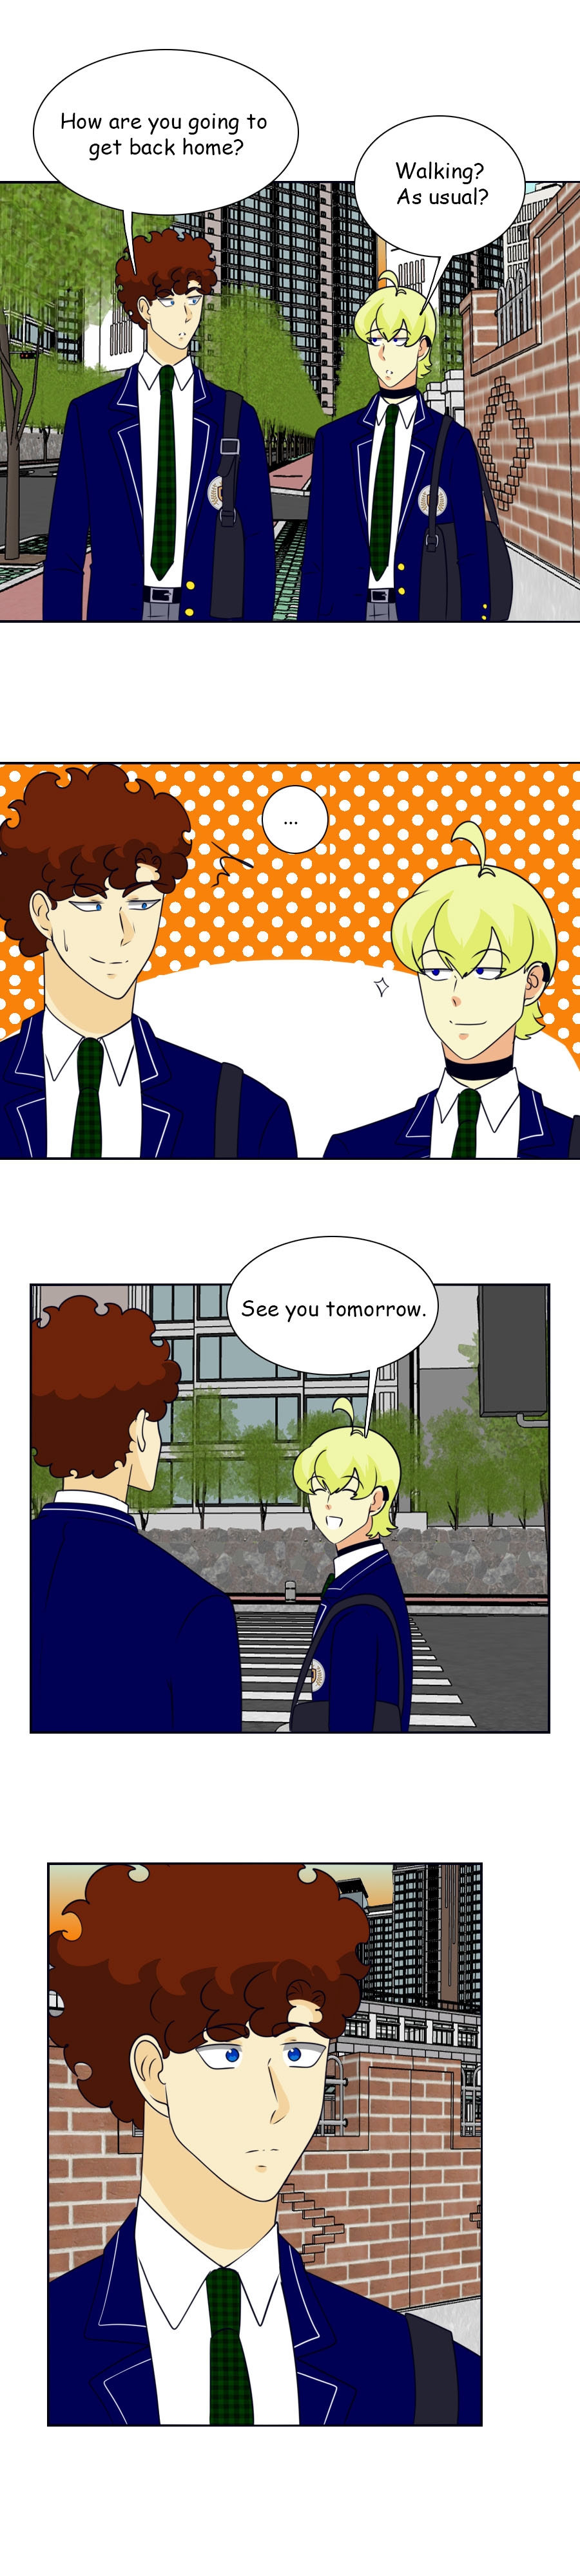 How are you going to
get back home?
Walking?
As usual?
...
See you tomorrow.